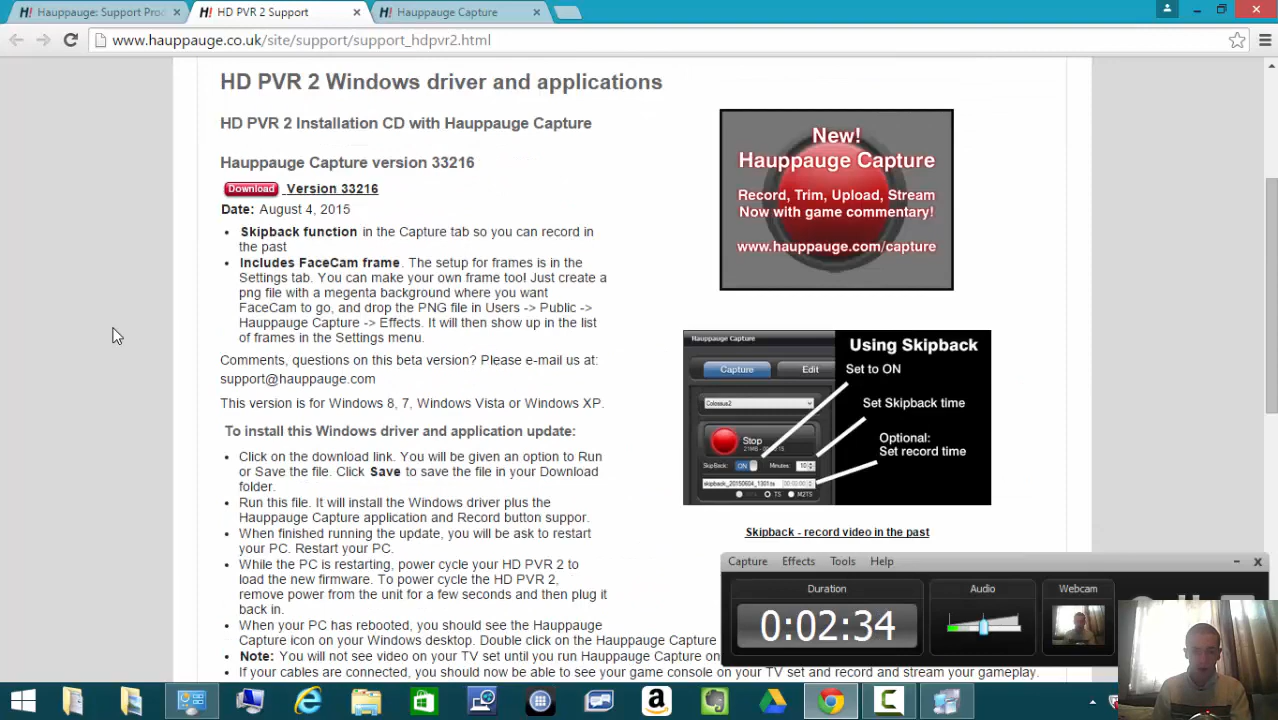 H! Hauppauge: Support Pro
H! HD PVR 2 Support
H! Hauppauge Capture
www.hauppauge.co.uk/site/support/support_hdpvr2.html
HD PVR 2 Windows driver and applications
HD PVR 2 Installation CD with Hauppauge Capture
Hauppauge Capture version 33216
Download Version 33216
Date: August 4, 2015
• Skipback function in the Capture tab so you can record in
the past
• Includes FaceCam frame. The setup for frames is in the
Settings tab. You can make your own frame too! Just create a
png file with a megenta background where you want
FaceCam to go, and drop the PNG file in Users -> Public ->
Hauppauge Capture -> Effects. It will then show up in the list
of frames in the Settings menu.
Comments, questions on this beta version? Please e-mail us at:
support@hauppauge.com
This version is for Windows 8, 7, Windows Vista or Windows XP.
To install this Windows driver and application update:
• Click on the download link. You will be given an option to Run
or Save the file. Click Save to save the file in your Download
folder.
• Run this file. It will install the Windows driver plus the
Hauppauge Capture application and Record button suppor.
• When finished running the update, you will be ask to restart
your PC. Restart your PC.
• While the PC is restarting, power cycle your HD PVR 2 to
load the new firmware. To power cycle the HD PVR 2,
remove power from the unit for a few seconds and then plug it
back in.
• When your PC has rebooted, you should see the Hauppauge
Capture icon on your Windows desktop. Double click on the Hauppauge Capture
• Note: You will not see video on your TV set until you run Hauppauge Capture on
• If your cables are connected, you should now be able to see your game console on your TV set and record and stream your gameplay.
New!
Hauppauge Capture
Record, Trim, Upload, Stream
Now with game commentary!
www.hauppauge.com/capture
Hauppauge Capture
Capture Edit
Colossus2
Stop
SkipBack: ON Minutes: 10
TS M2TS
Using Skipback
Set to ON
Set Skipback time
Optional:
Set record time
Skipback - record video in the past
Capture Effects Tools Help
Duration
0:02:34
Audio
Webcam